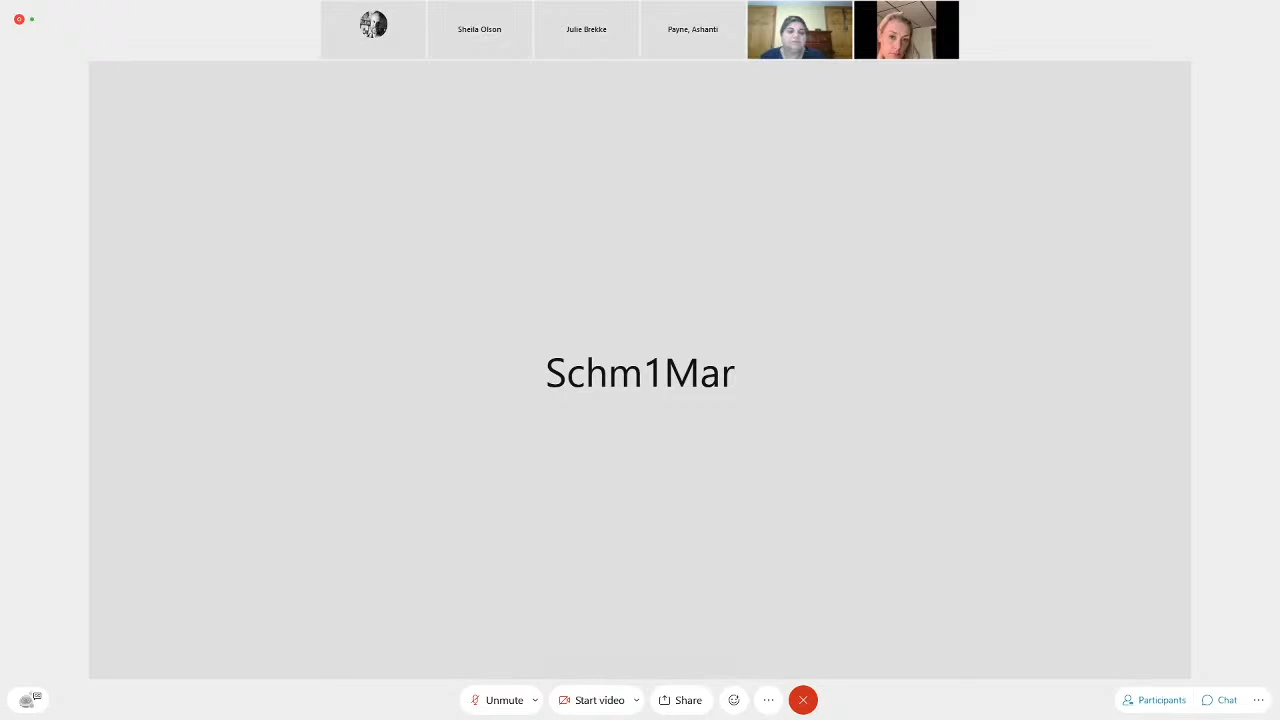 Sheila Olson
Julie Brekke
Payne, Ashanti
Schm1Mar
Unmute
Start video
Share
Participants
Chat